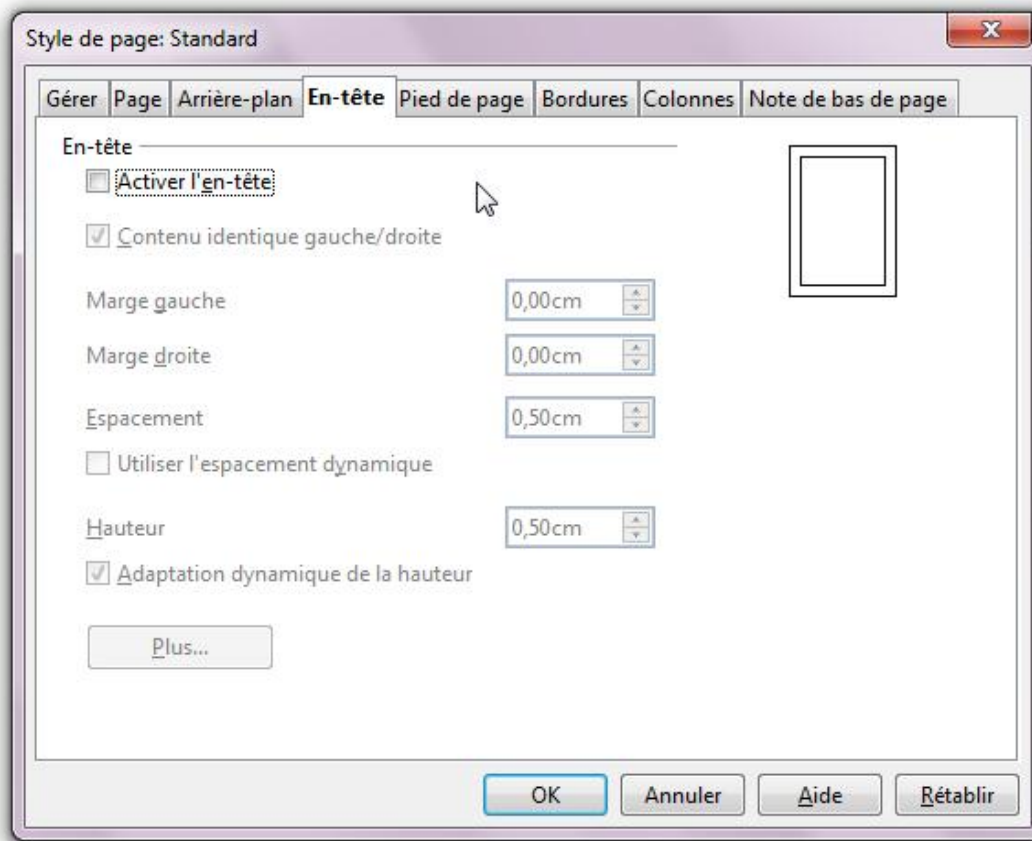 Style de page: Standard
Gérer Page Arrière-plan En-tête Pied de page Bordures Colonnes Note de bas de page
En-tête
Activer l'en-tête
Contenu identique gauche/droite
Marge gauche 0,00cm
Marge droite 0,00cm
Espacement 0,50cm
Utiliser l'espacement dynamique
Hauteur 0,50cm
Adaptation dynamique de la hauteur
Plus...
OK Annuler Aide Rétablir